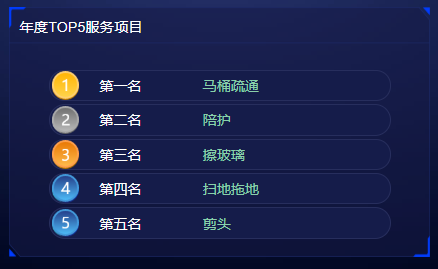 年度TOP5服务项目
1 第一名 马桶疏通
2 第二名 陪护
3 第三名 擦玻璃
4 第四名 扫地拖地
5 第五名 剪头